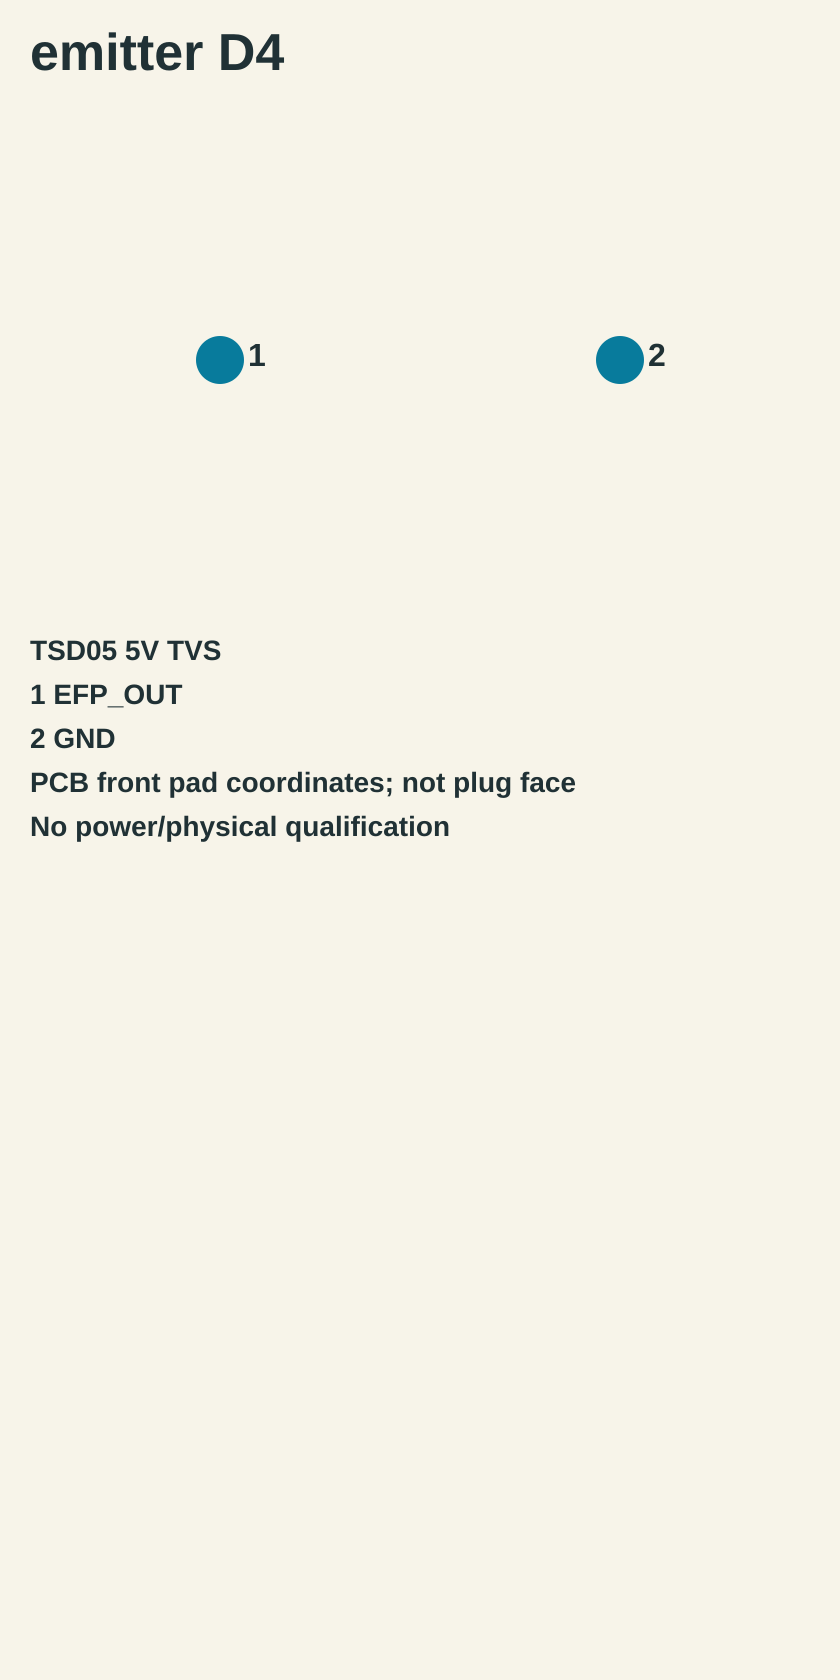 emitter D4
1
2
TSD05 5V TVS
1 EFP_OUT
2 GND
PCB front pad coordinates; not plug face
No power/physical qualification